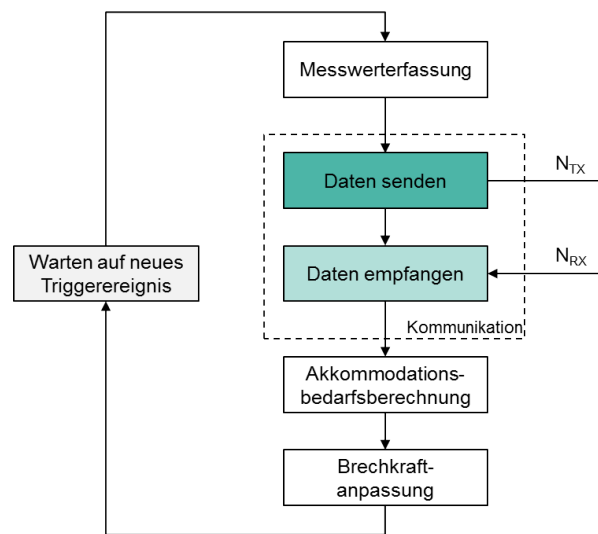 Messwerterfassung
Daten senden
N_TX
Warten auf neues
Triggerereignis
Daten empfangen
N_RX
Kommunikation
Akkommodations-
bedarfsberechnung
Brechkraft-
anpassung